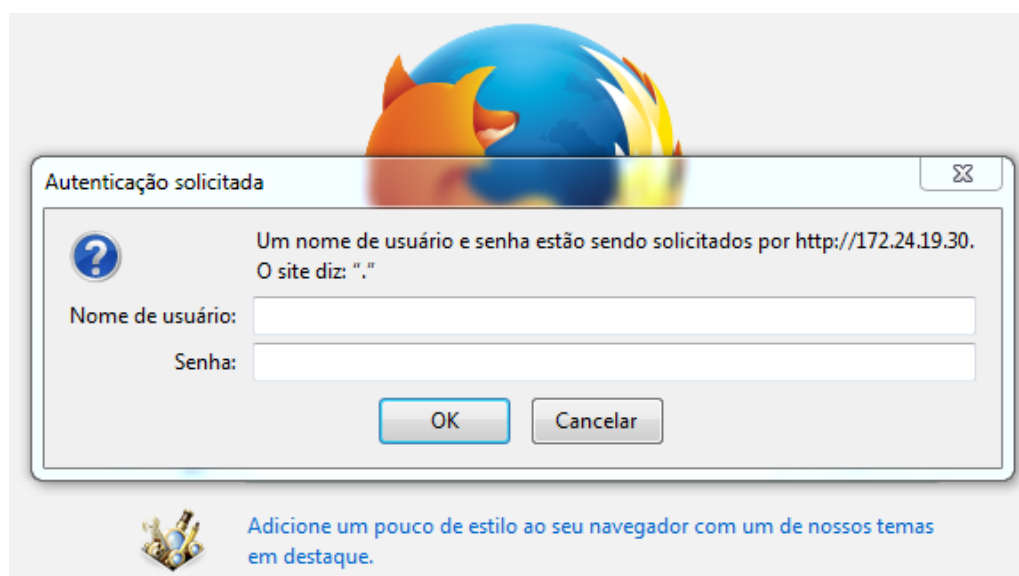 Autenticação solicitada
Um nome de usuário e senha estão sendo solicitados por http://172.24.19.30.
O site diz: “.”
Nome de usuário:
Senha:
OK
Cancelar
Adicione um pouco de estilo ao seu navegador com um de nossos temas
em destaque.